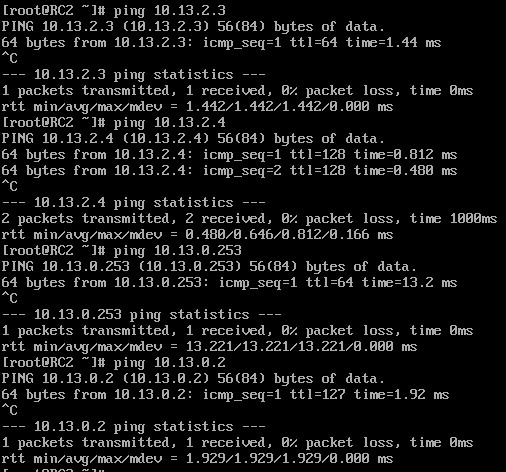 [root@RC2 ~]# ping 10.13.2.3
PING 10.13.2.3 (10.13.2.3) 56(84) bytes of data.
64 bytes from 10.13.2.3: icmp_seq=1 ttl=64 time=1.44 ms
^C
--- 10.13.2.3 ping statistics ---
1 packets transmitted, 1 received, 0% packet loss, time 0ms
rtt min/avg/max/mdev = 1.442/1.442/1.442/0.000 ms
[root@RC2 ~]# ping 10.13.2.4
PING 10.13.2.4 (10.13.2.4) 56(84) bytes of data.
64 bytes from 10.13.2.4: icmp_seq=1 ttl=128 time=0.812 ms
64 bytes from 10.13.2.4: icmp_seq=2 ttl=128 time=0.480 ms
^C
--- 10.13.2.4 ping statistics ---
2 packets transmitted, 2 received, 0% packet loss, time 1000ms
rtt min/avg/max/mdev = 0.480/0.646/0.812/0.166 ms
[root@RC2 ~]# ping 10.13.0.253
PING 10.13.0.253 (10.13.0.253) 56(84) bytes of data.
64 bytes from 10.13.0.253: icmp_seq=1 ttl=64 time=13.2 ms
^C
--- 10.13.0.253 ping statistics ---
1 packets transmitted, 1 received, 0% packet loss, time 0ms
rtt min/avg/max/mdev = 13.221/13.221/13.221/0.000 ms
[root@RC2 ~]# ping 10.13.0.2
PING 10.13.0.2 (10.13.0.2) 56(84) bytes of data.
64 bytes from 10.13.0.2: icmp_seq=1 ttl=127 time=1.92 ms
^C
--- 10.13.0.2 ping statistics ---
1 packets transmitted, 1 received, 0% packet loss, time 0ms
rtt min/avg/max/mdev = 1.929/1.929/1.929/0.000 ms
[root@RC2 ~]#